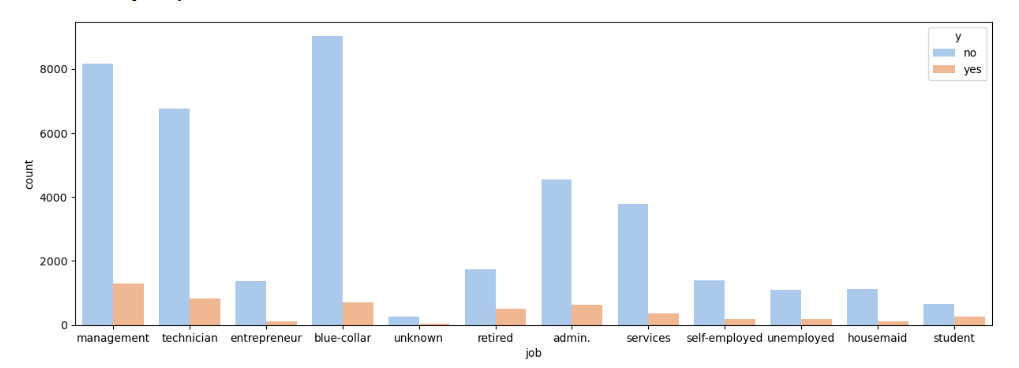 y
no
yes
8000
6000
4000
2000
0
count
management technician entrepreneur blue-collar unknown retired admin. services self-employed unemployed housemaid student
job